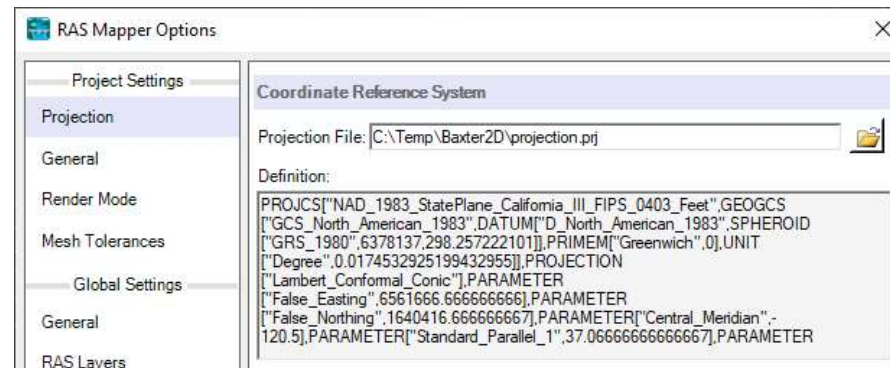 RAS Mapper Options
Project Settings
Projection
General
Render Mode
Mesh Tolerances
Global Settings
General
RAS Layers
Coordinate Reference System
Projection File: C:\Temp\Baxter2D\projection.prj
Definition:
PROJCS["NAD_1983_StatePlane_California_III_FIPS_0403_Feet",GEOGCS
["GCS_North_American_1983",DATUM["D_North_American_1983",SPHEROID
["GRS_1980",6378137,298.257222101]],PRIMEM["Greenwich",0],UNIT
["Degree",0.0174532925199432955]],PROJECTION
["Lambert_Conformal_Conic"],PARAMETER
["False_Easting",6561666.666666666],PARAMETER
["False_Northing",1640416.666666667],PARAMETER["Central_Meridian",-
120.5],PARAMETER["Standard_Parallel_1",37.06666666666667],PARAMETER